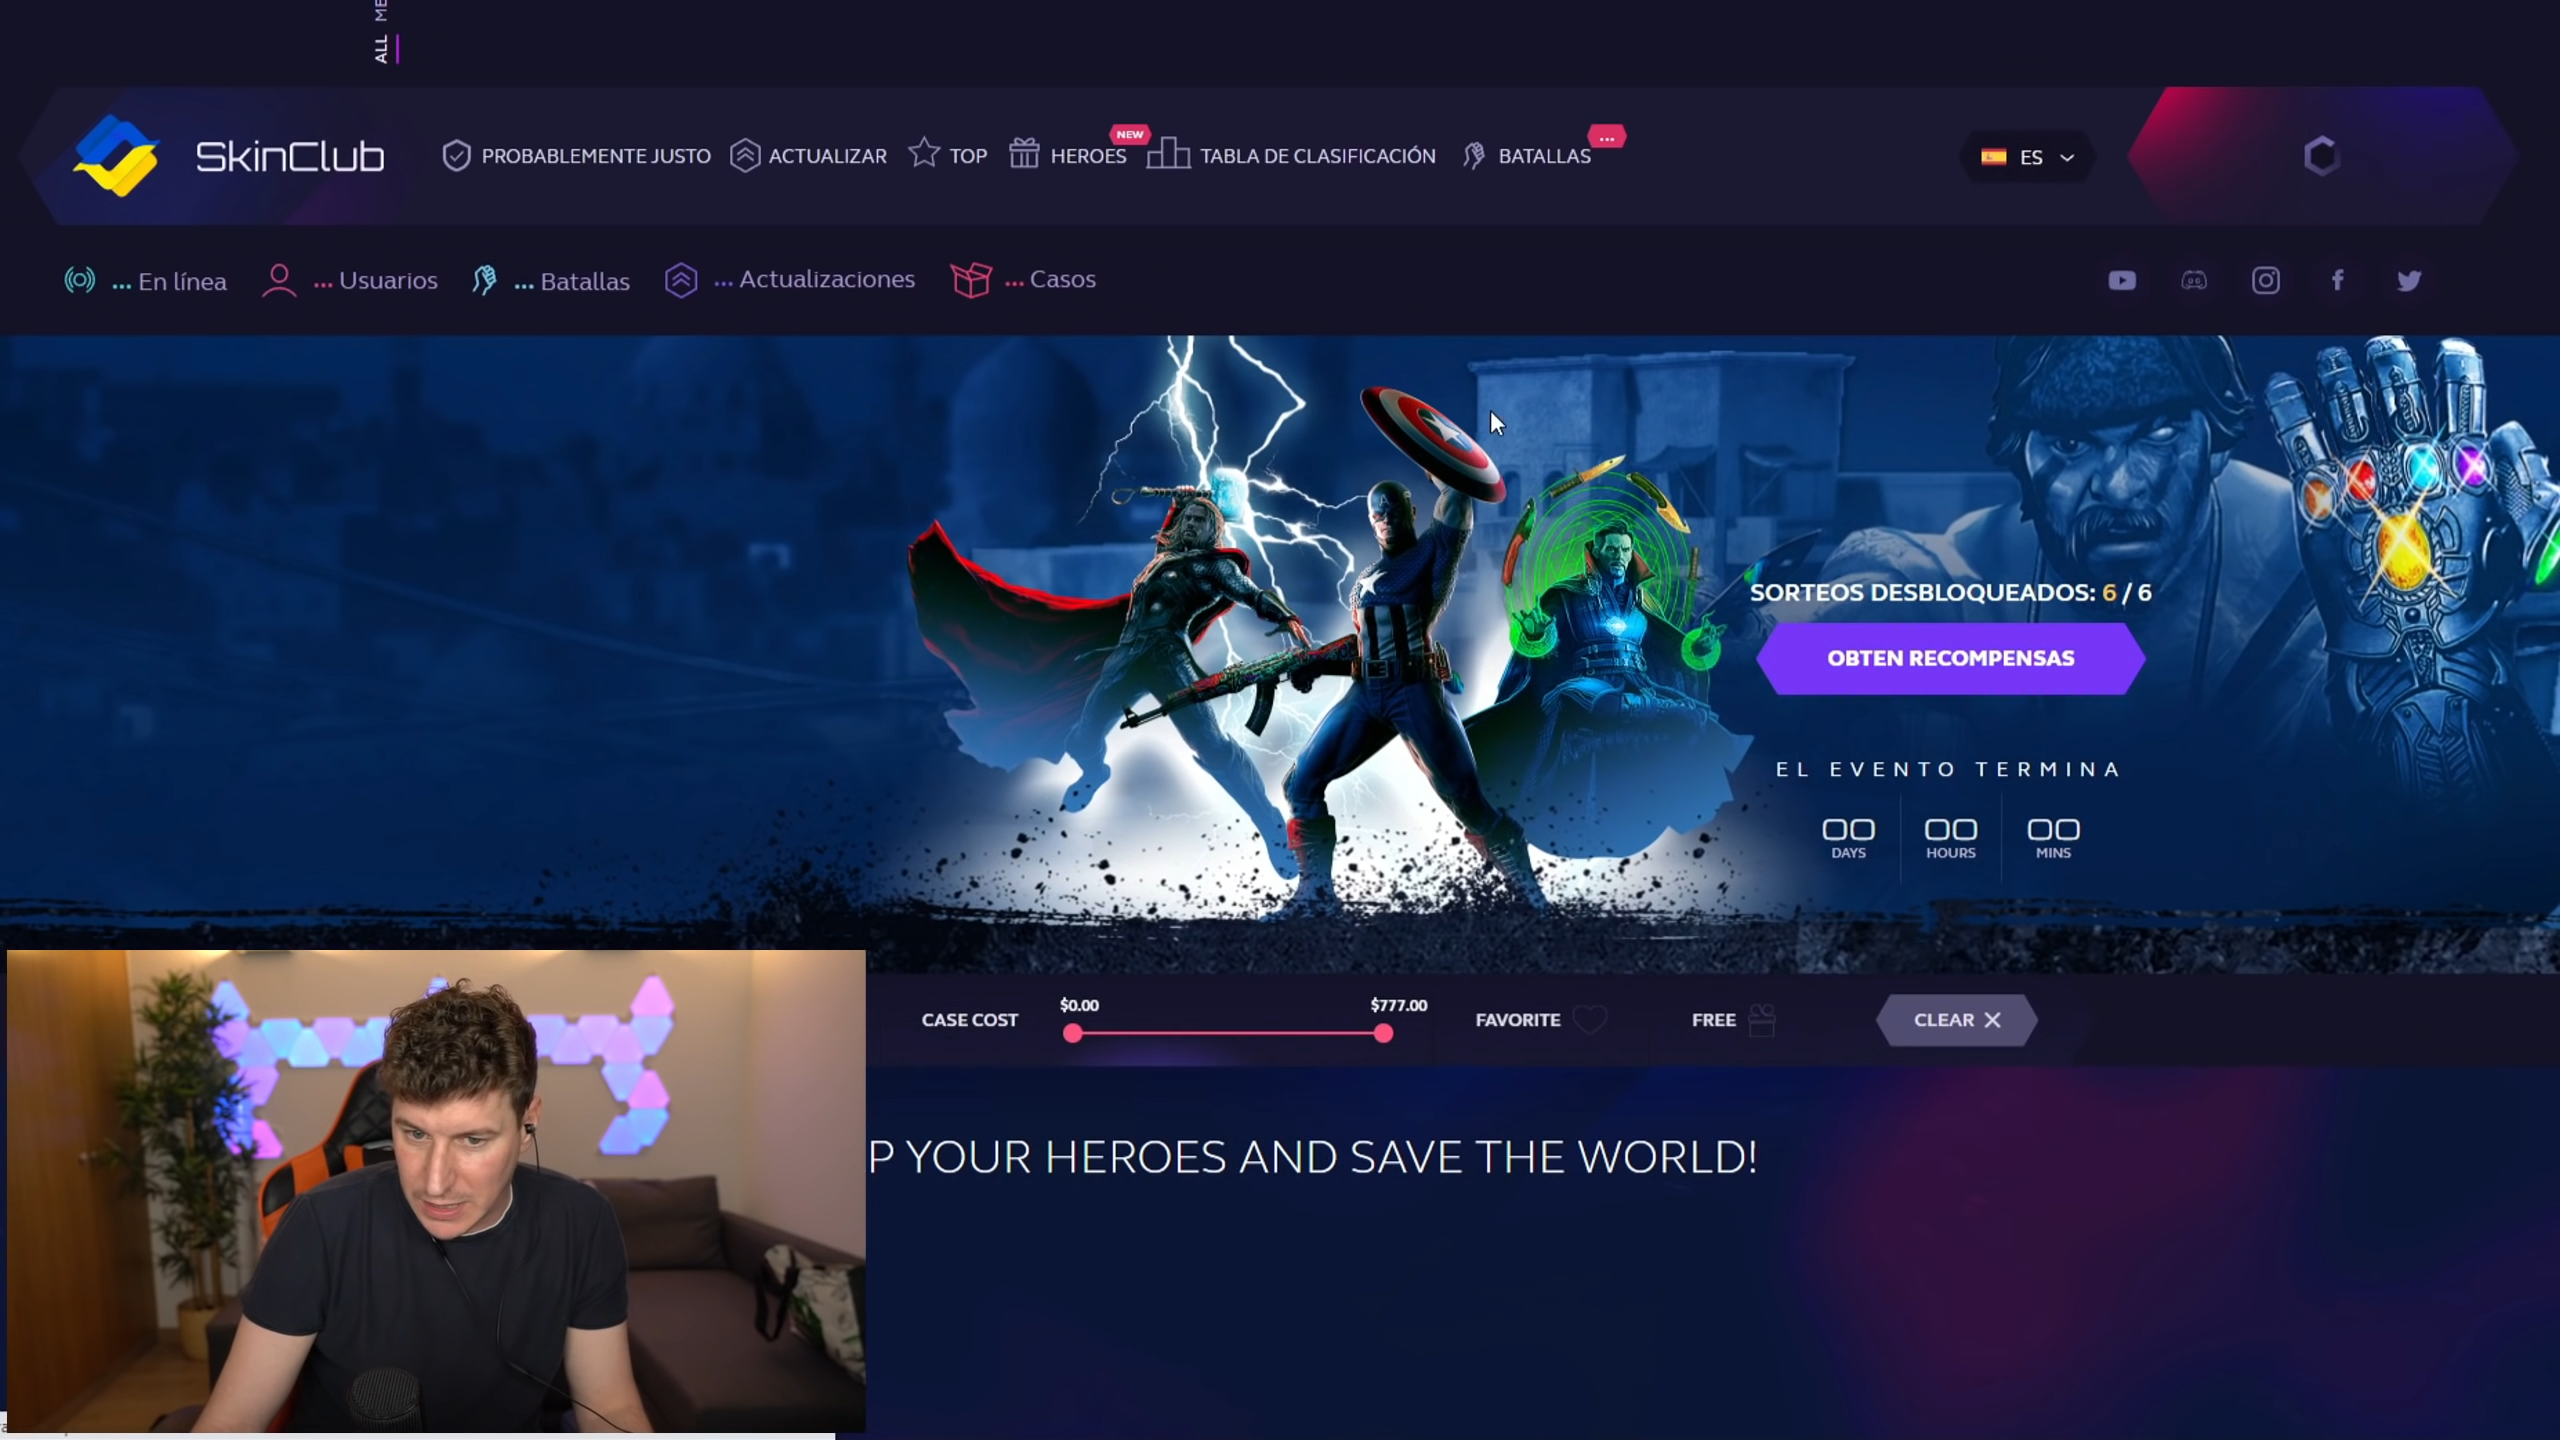 ALL
SkinClub
PROBABLEMENTE JUSTO
ACTUALIZAR
TOP
HEROES
NEW
TABLA DE CLASIFICACIÓN
BATALLAS
...
ES
... En línea
... Usuarios
... Batallas
... Actualizaciones
... Casos
SORTEOS DESBLOQUEADOS: 6 / 6
OBTEN RECOMPENSAS
EL EVENTO TERMINA
00 00 00
DAYS HOURS MINS
CASE COST
$0.00
$777.00
FAVORITE
FREE
CLEAR X
P YOUR HEROES AND SAVE THE WORLD!